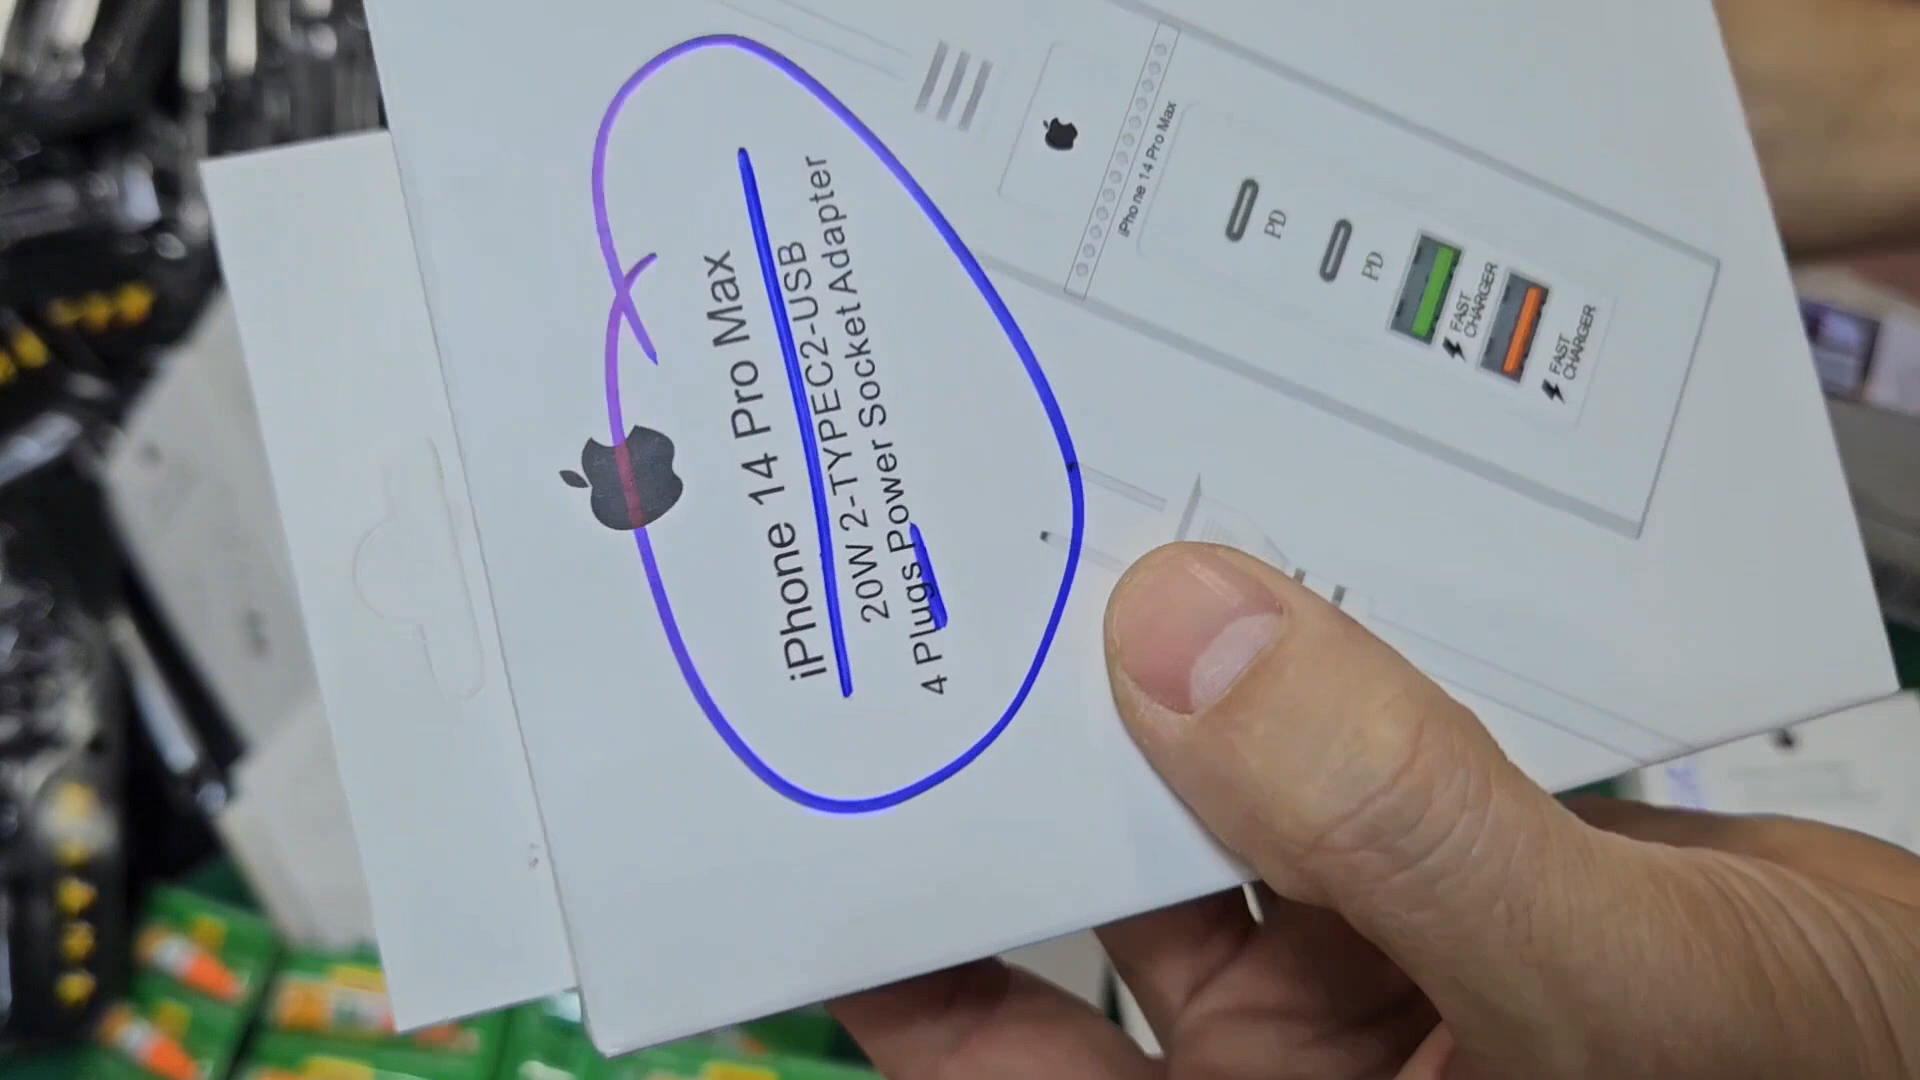 iPhone 14 Pro Max
20W 2-TYPEC2-USB
4 Plugs Power Socket Adapter
iPhone 14 Pro Max
PD
PD
FAST
CHARGER
FAST
CHARGER